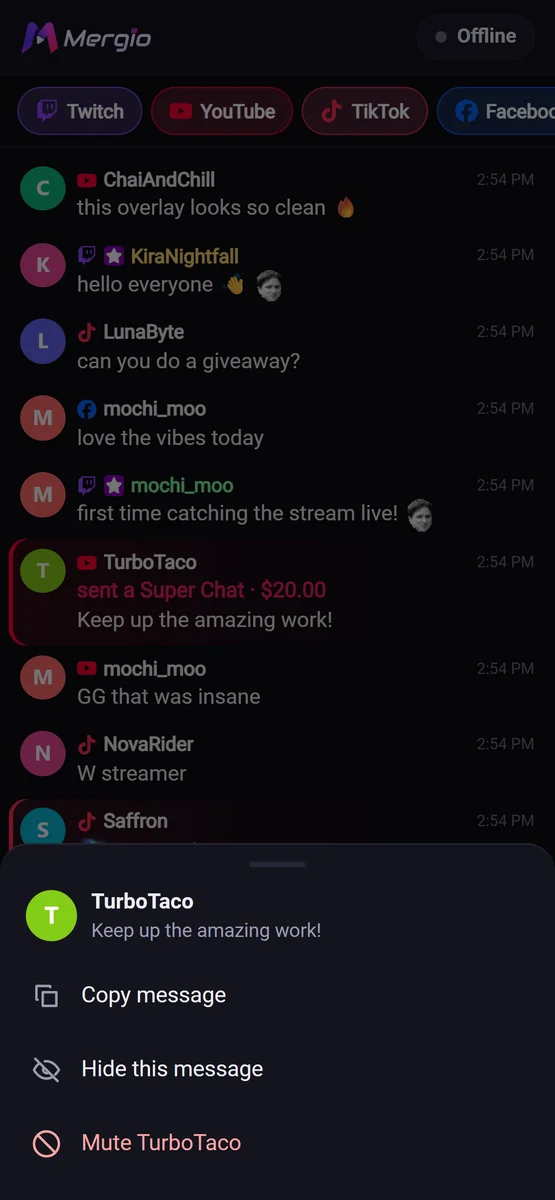 Mergio
Offline
Twitch
YouTube
TikTok
Faceboo
C
ChaiAndChill
2:54 PM
this overlay looks so clean 🔥
K
KiraNightfall
2:54 PM
hello everyone 👋
L
LunaByte
2:54 PM
can you do a giveaway?
M
mochi_moo
2:54 PM
love the vibes today
M
mochi_moo
2:54 PM
first time catching the stream live!
T
TurboTaco
2:54 PM
sent a Super Chat · $20.00
Keep up the amazing work!
M
mochi_moo
2:54 PM
GG that was insane
N
NovaRider
2:54 PM
W streamer
S
Saffron
2:54 PM
T
TurboTaco
Keep up the amazing work!
Copy message
Hide this message
Mute TurboTaco